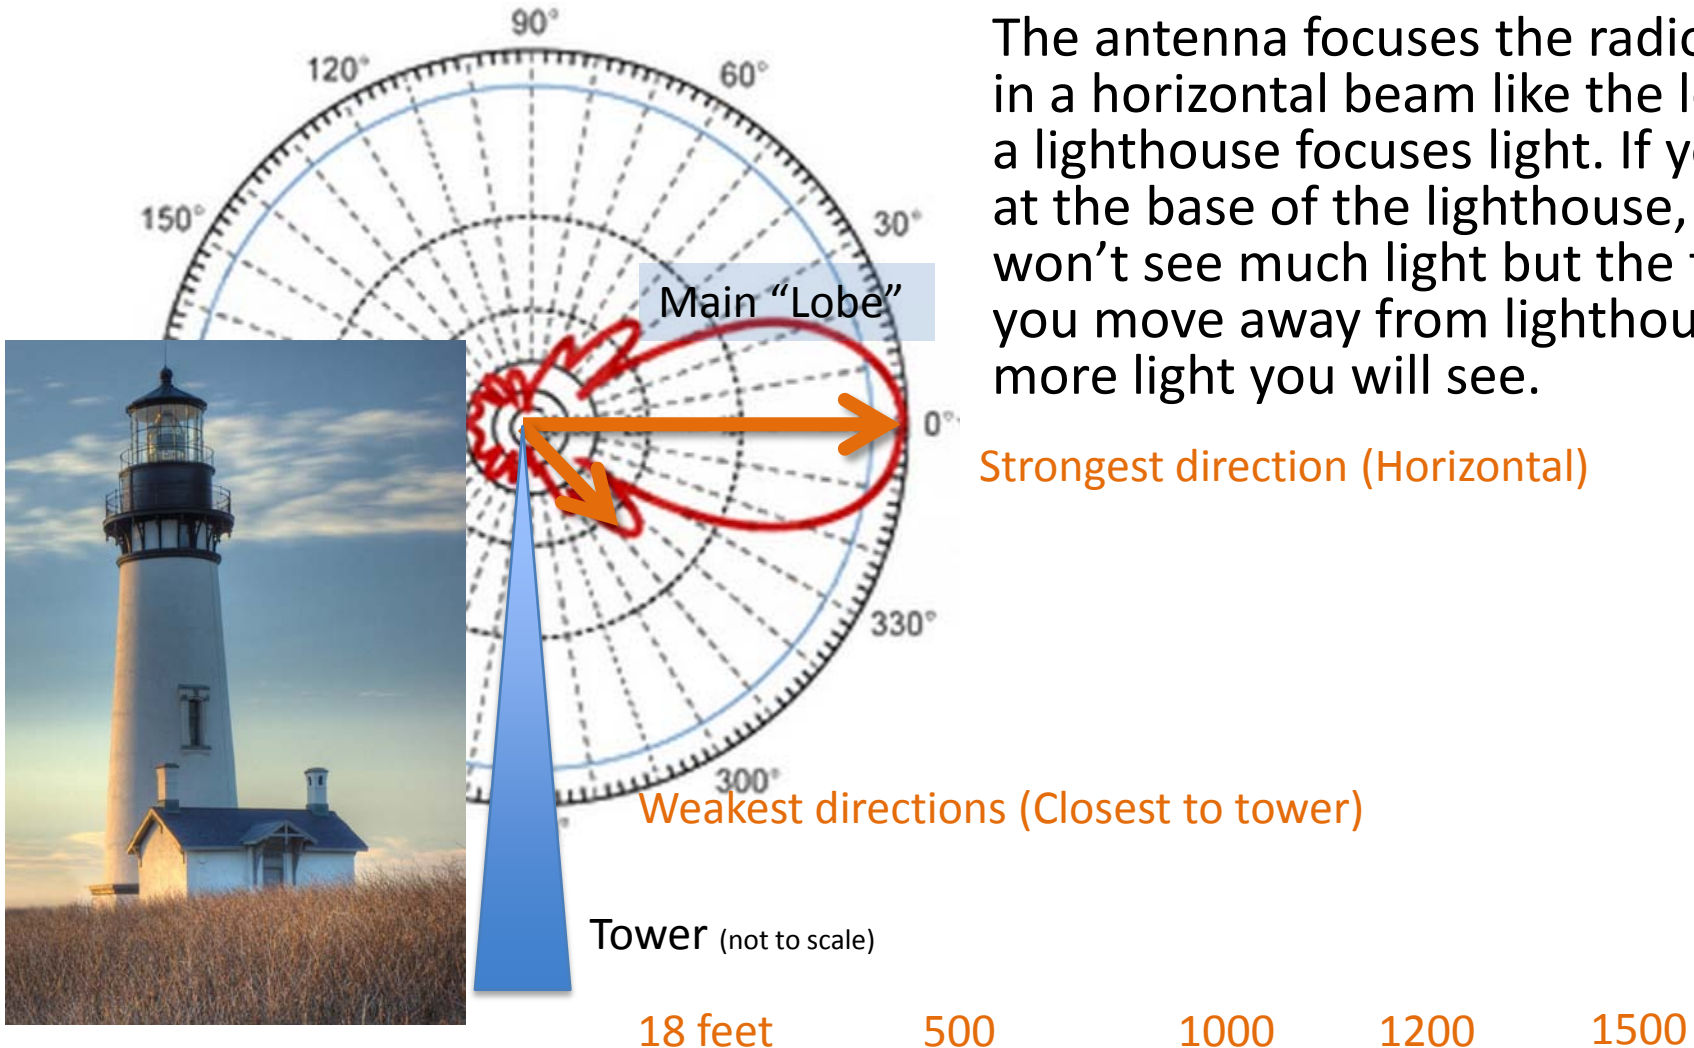 90°
120°
60°
150°
30°
The antenna focuses the radio
in a horizontal beam like the
a lighthouse focuses light. If
at the base of the lighthouse,
won’t see much light but the
you move away from
more light you will see.
Main “Lobe”
0°
Strongest direction (Horizontal)
330°
300°
Weakest directions (Closest to tower)
Tower (not to scale)
18 feet 500 1000 1200 1500